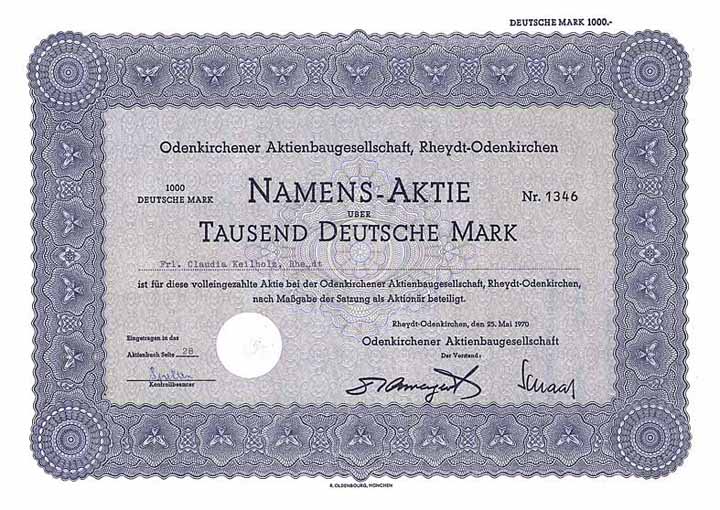 DEUTSCHE MARK 1000.-
Odenkirchener Aktienbaugesellschaft, Rheydt-Odenkirchen
1000
DEUTSCHE MARK
NAMENS-AKTIE
Nr. 1346
ÜBER
TAUSEND DEUTSCHE MARK
Frl. Claudia Keilholz,
ist für diese volleingezahlte Aktie bei der Odenkirchener Aktienbaugesellschaft, Rheydt-Odenkirchen,
nach Maßgabe der Satzung als Aktionär beteiligt.
Rheydt-Odenkirchen, den 25. Mai 1970
Eingetragen in das
Odenkirchener Aktienbaugesellschaft
Aktienbuch Seite 28
Der Vorstand:
Kontrollbeamter
R. OLDENBOURG, MÜNCHEN